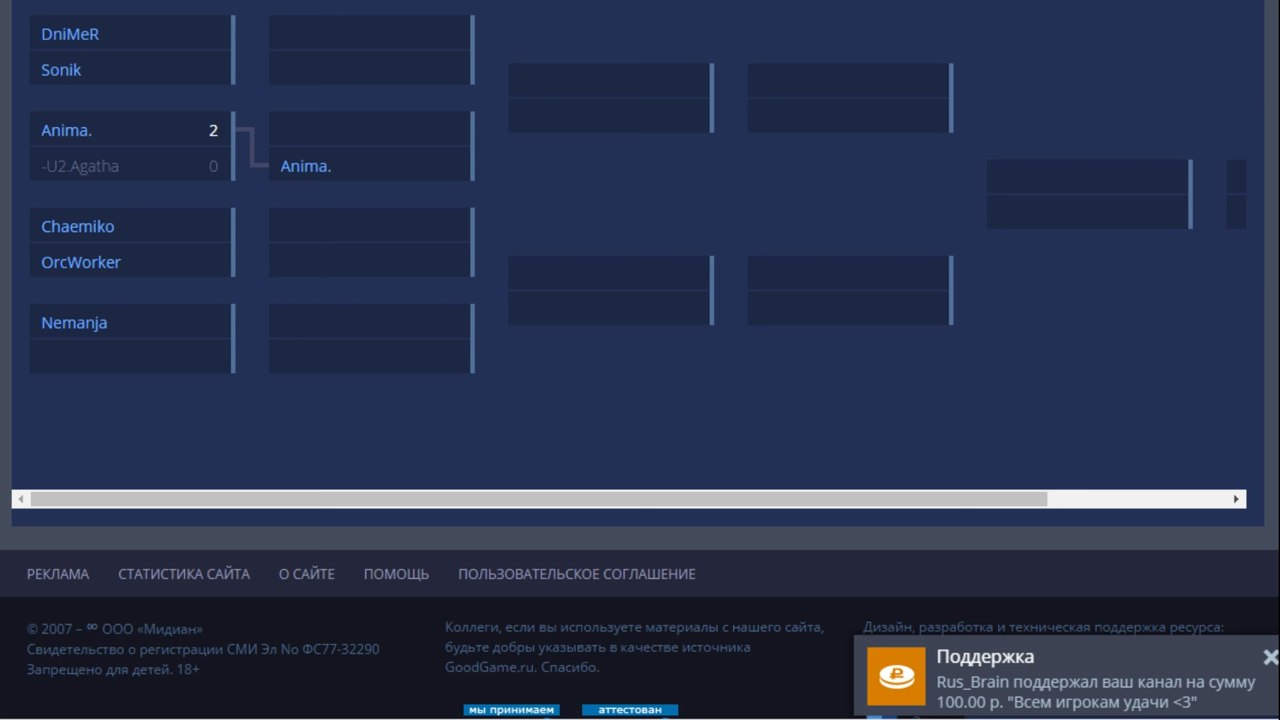 DniMeR
Sonik
Anima. 2
-U2.Agatha 0
Anima.
Chaemiko
OrcWorker
Nemanja
РЕКЛАМА СТАТИСТИКА САЙТА О САЙТЕ ПОМОЩЬ ПОЛЬЗОВАТЕЛЬСКОЕ СОГЛАШЕНИЕ
© 2007 – ∞ ООО «Мидиан»
Свидетельство о регистрации СМИ Эл No ФС77-32290
Запрещено для детей. 18+
Коллеги, если вы используете материалы с нашего сайта,
будьте добры указывать в качестве источника
GoodGame.ru. Спасибо.
мы принимаем аттестован
Дизайн, разработка и техническая поддержка ресурса:
Поддержка
Rus_Brain поддержал ваш канал на сумму
100.00 р. "Всем игрокам удачи <3"